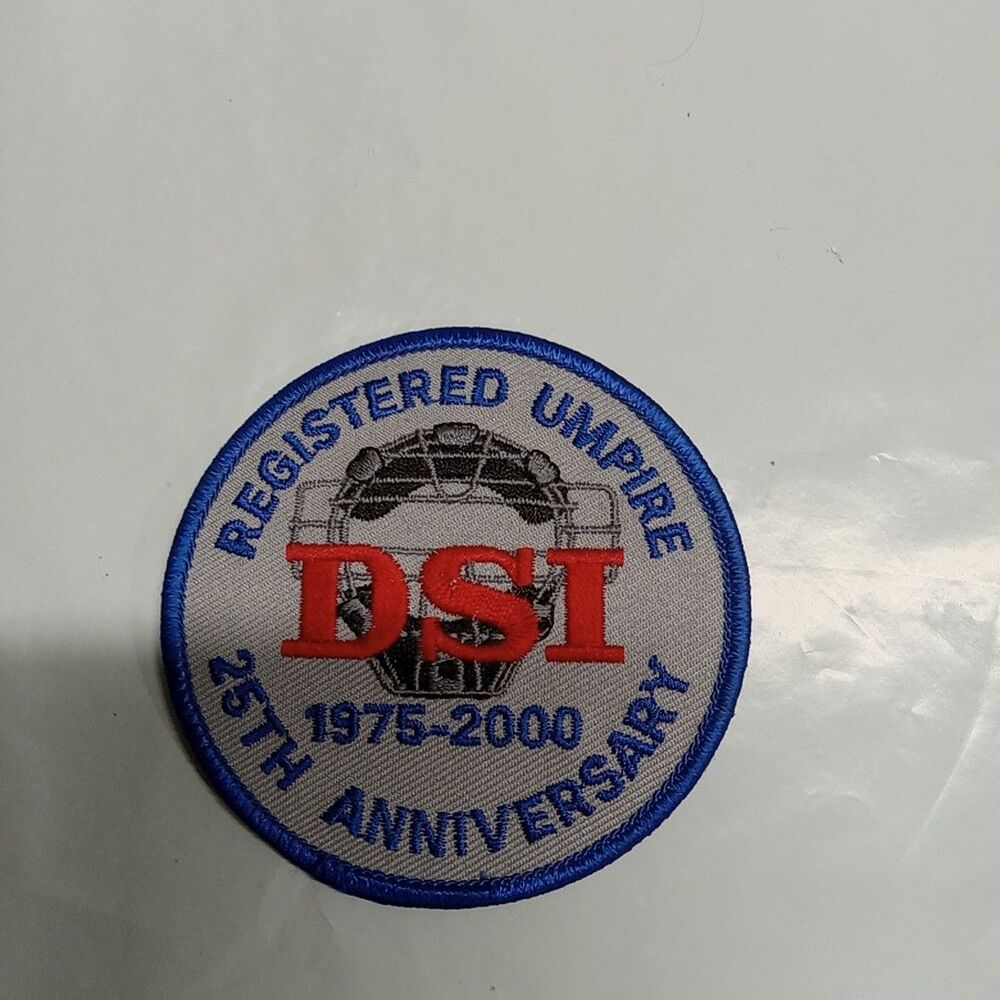 REGISTERED UMPIRE
DSI
1975-2000
25TH ANNIVERSARY